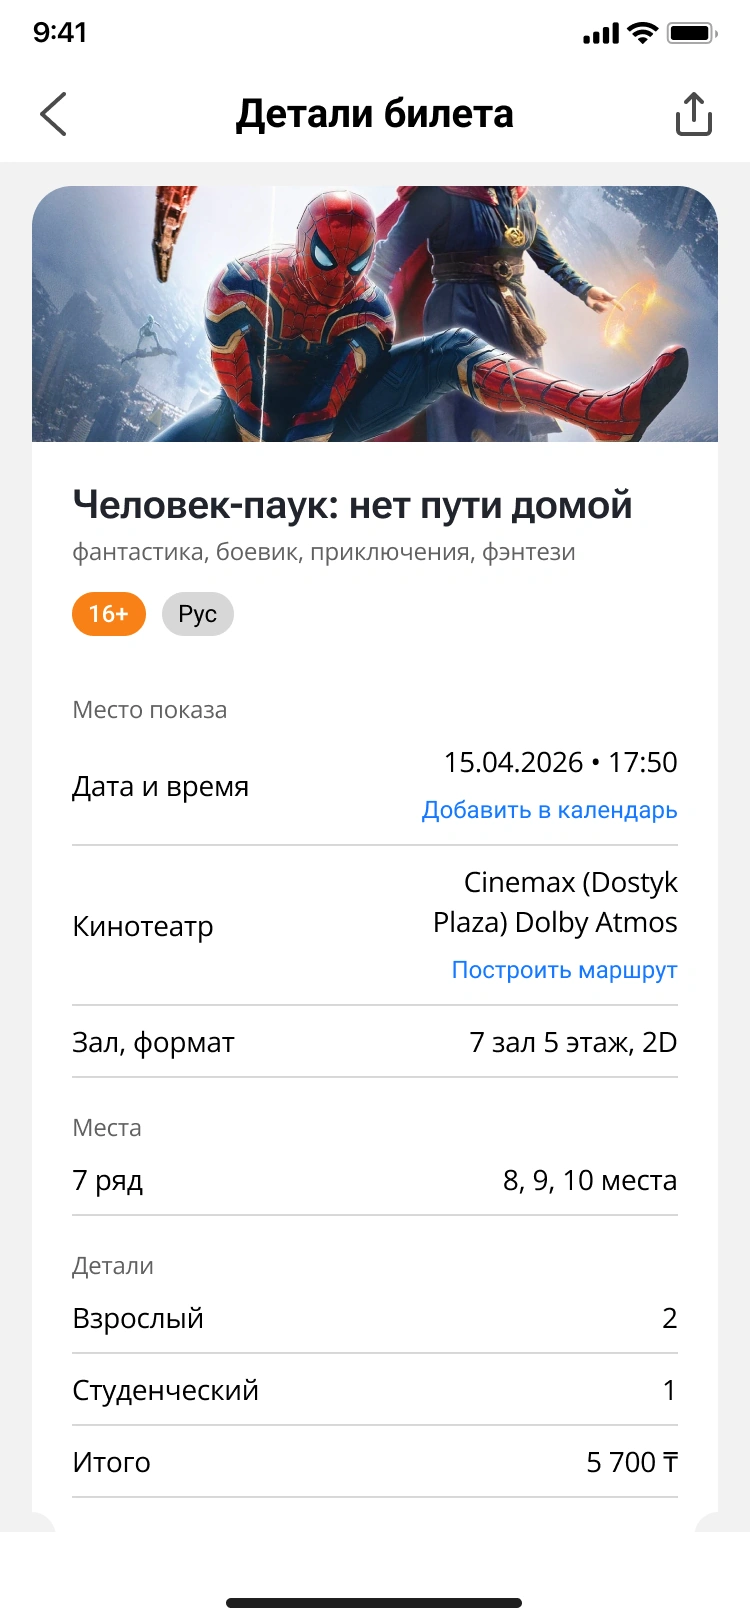 9:41
Детали билета
Человек-паук: нет пути домой
фантастика, боевик, приключения, фэнтези
16+ Рус
Место показа
Дата и время
15.04.2026 • 17:50
Добавить в календарь
Кинотеатр
Cinemax (Dostyk
Plaza) Dolby Atmos
Построить маршрут
Зал, формат 7 зал 5 этаж, 2D
Места
7 ряд 8, 9, 10 места
Детали
Взрослый 2
Студенческий 1
Итого 5 700 ₸